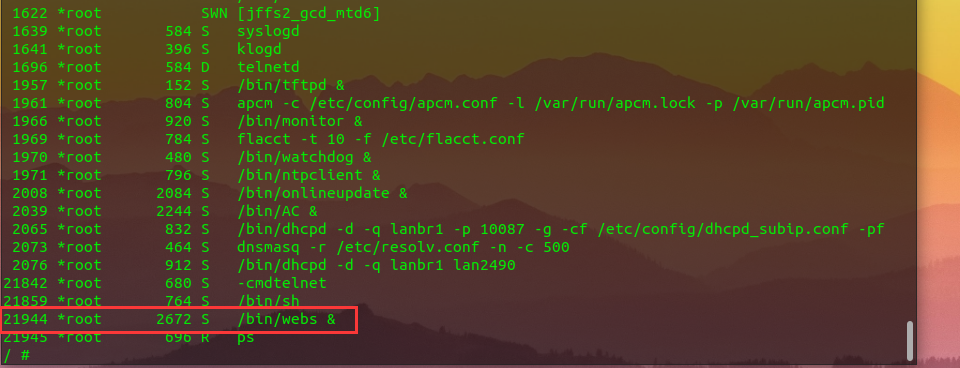 1622 *root SWN [jffs2_gcd_mtd6]
1639 *root 584 S syslogd
1641 *root 396 S klogd
1696 *root 584 D telnetd
1957 *root 152 S /bin/tftpd &
1961 *root 804 S apcm -c /etc/config/apcm.conf -l /var/run/apcm.lock -p /var/run/apcm.pid
1966 *root 920 S /bin/monitor &
1969 *root 784 S flacct -t 10 -f /etc/flacct.conf
1970 *root 480 S /bin/watchdog &
1971 *root 796 S /bin/ntpclient &
2008 *root 2084 S /bin/onlineupdate &
2039 *root 2244 S /bin/AC &
2065 *root 832 S /bin/dhcpd -d -q lanbr1 -p 10087 -g -cf /etc/config/dhcpd_subip.conf -pf
2073 *root 464 S dnsmasq -r /etc/resolv.conf -n -c 500
2076 *root 912 S /bin/dhcpd -d -q lanbr1 lan2490
21842 *root 680 S -cmdtelnet
21859 *root 764 S /bin/sh
21944 *root 2672 S /bin/webs &
21945 *root 696 R ps
/ #